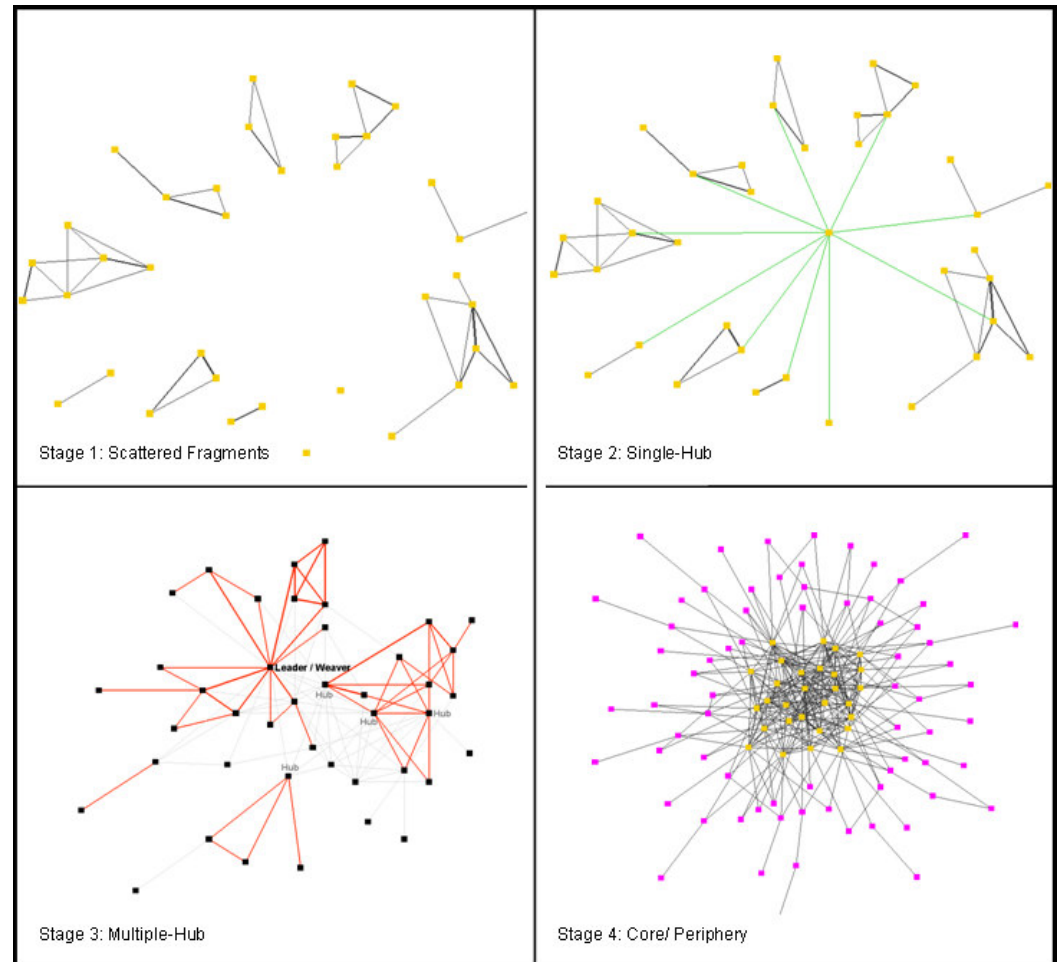 Stage 1: Scattered Fragments
Stage 2: Single-Hub
Leader / Weaver
Hub
Hub
Hub
Hub
Stage 3: Multiple-Hub
Stage 4: Core/ Periphery